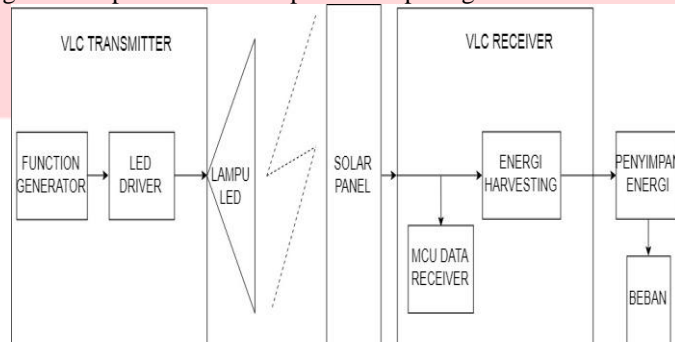 VLC TRANSMITTER
FUNCTION
GENERATOR
LED
DRIVER
LAMPU
LED
SOLAR
PANEL
VLC RECEIVER
ENERGI
HARVESTING
MCU DATA
RECEIVER
PENYIMPAN
ENERGI
BEBAN